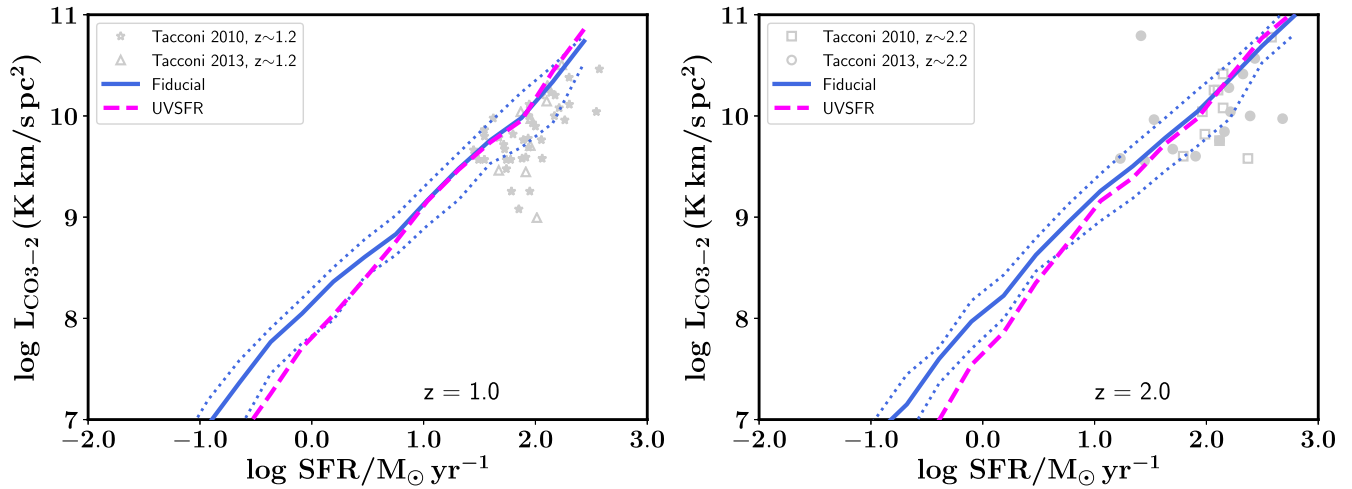 11
10
9
8
7
log L_CO3−2 (K km/s pc²)
Tacconi 2010, z~1.2
Tacconi 2013, z~1.2
Fiducial
UVSFR
z = 1.0
−2.0 −1.0 0.0 1.0 2.0 3.0
log SFR/M_⊙ yr⁻¹
11
10
9
8
7
log L_CO3−2 (K km/s pc²)
Tacconi 2010, z~2.2
Tacconi 2013, z~2.2
Fiducial
UVSFR
z = 2.0
−2.0 −1.0 0.0 1.0 2.0 3.0
log SFR/M_⊙ yr⁻¹